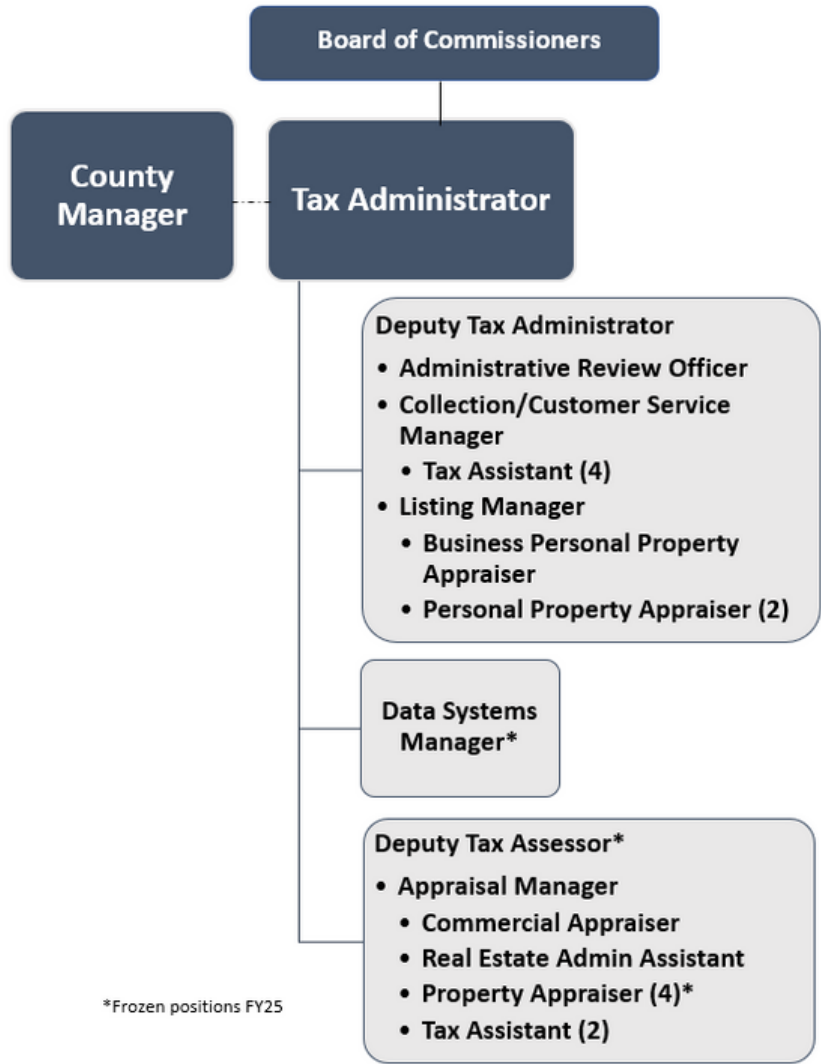 Board of Commissioners
County
Manager
Tax Administrator
Deputy Tax Administrator
• Administrative Review Officer
• Collection/Customer Service
Manager
• Tax Assistant (4)
• Listing Manager
• Business Personal Property
Appraiser
• Personal Property Appraiser (2)
Data Systems
Manager*
Deputy Tax Assessor*
• Appraisal Manager
• Commercial Appraiser
• Real Estate Admin Assistant
• Property Appraiser (4)*
• Tax Assistant (2)
*Frozen positions FY25